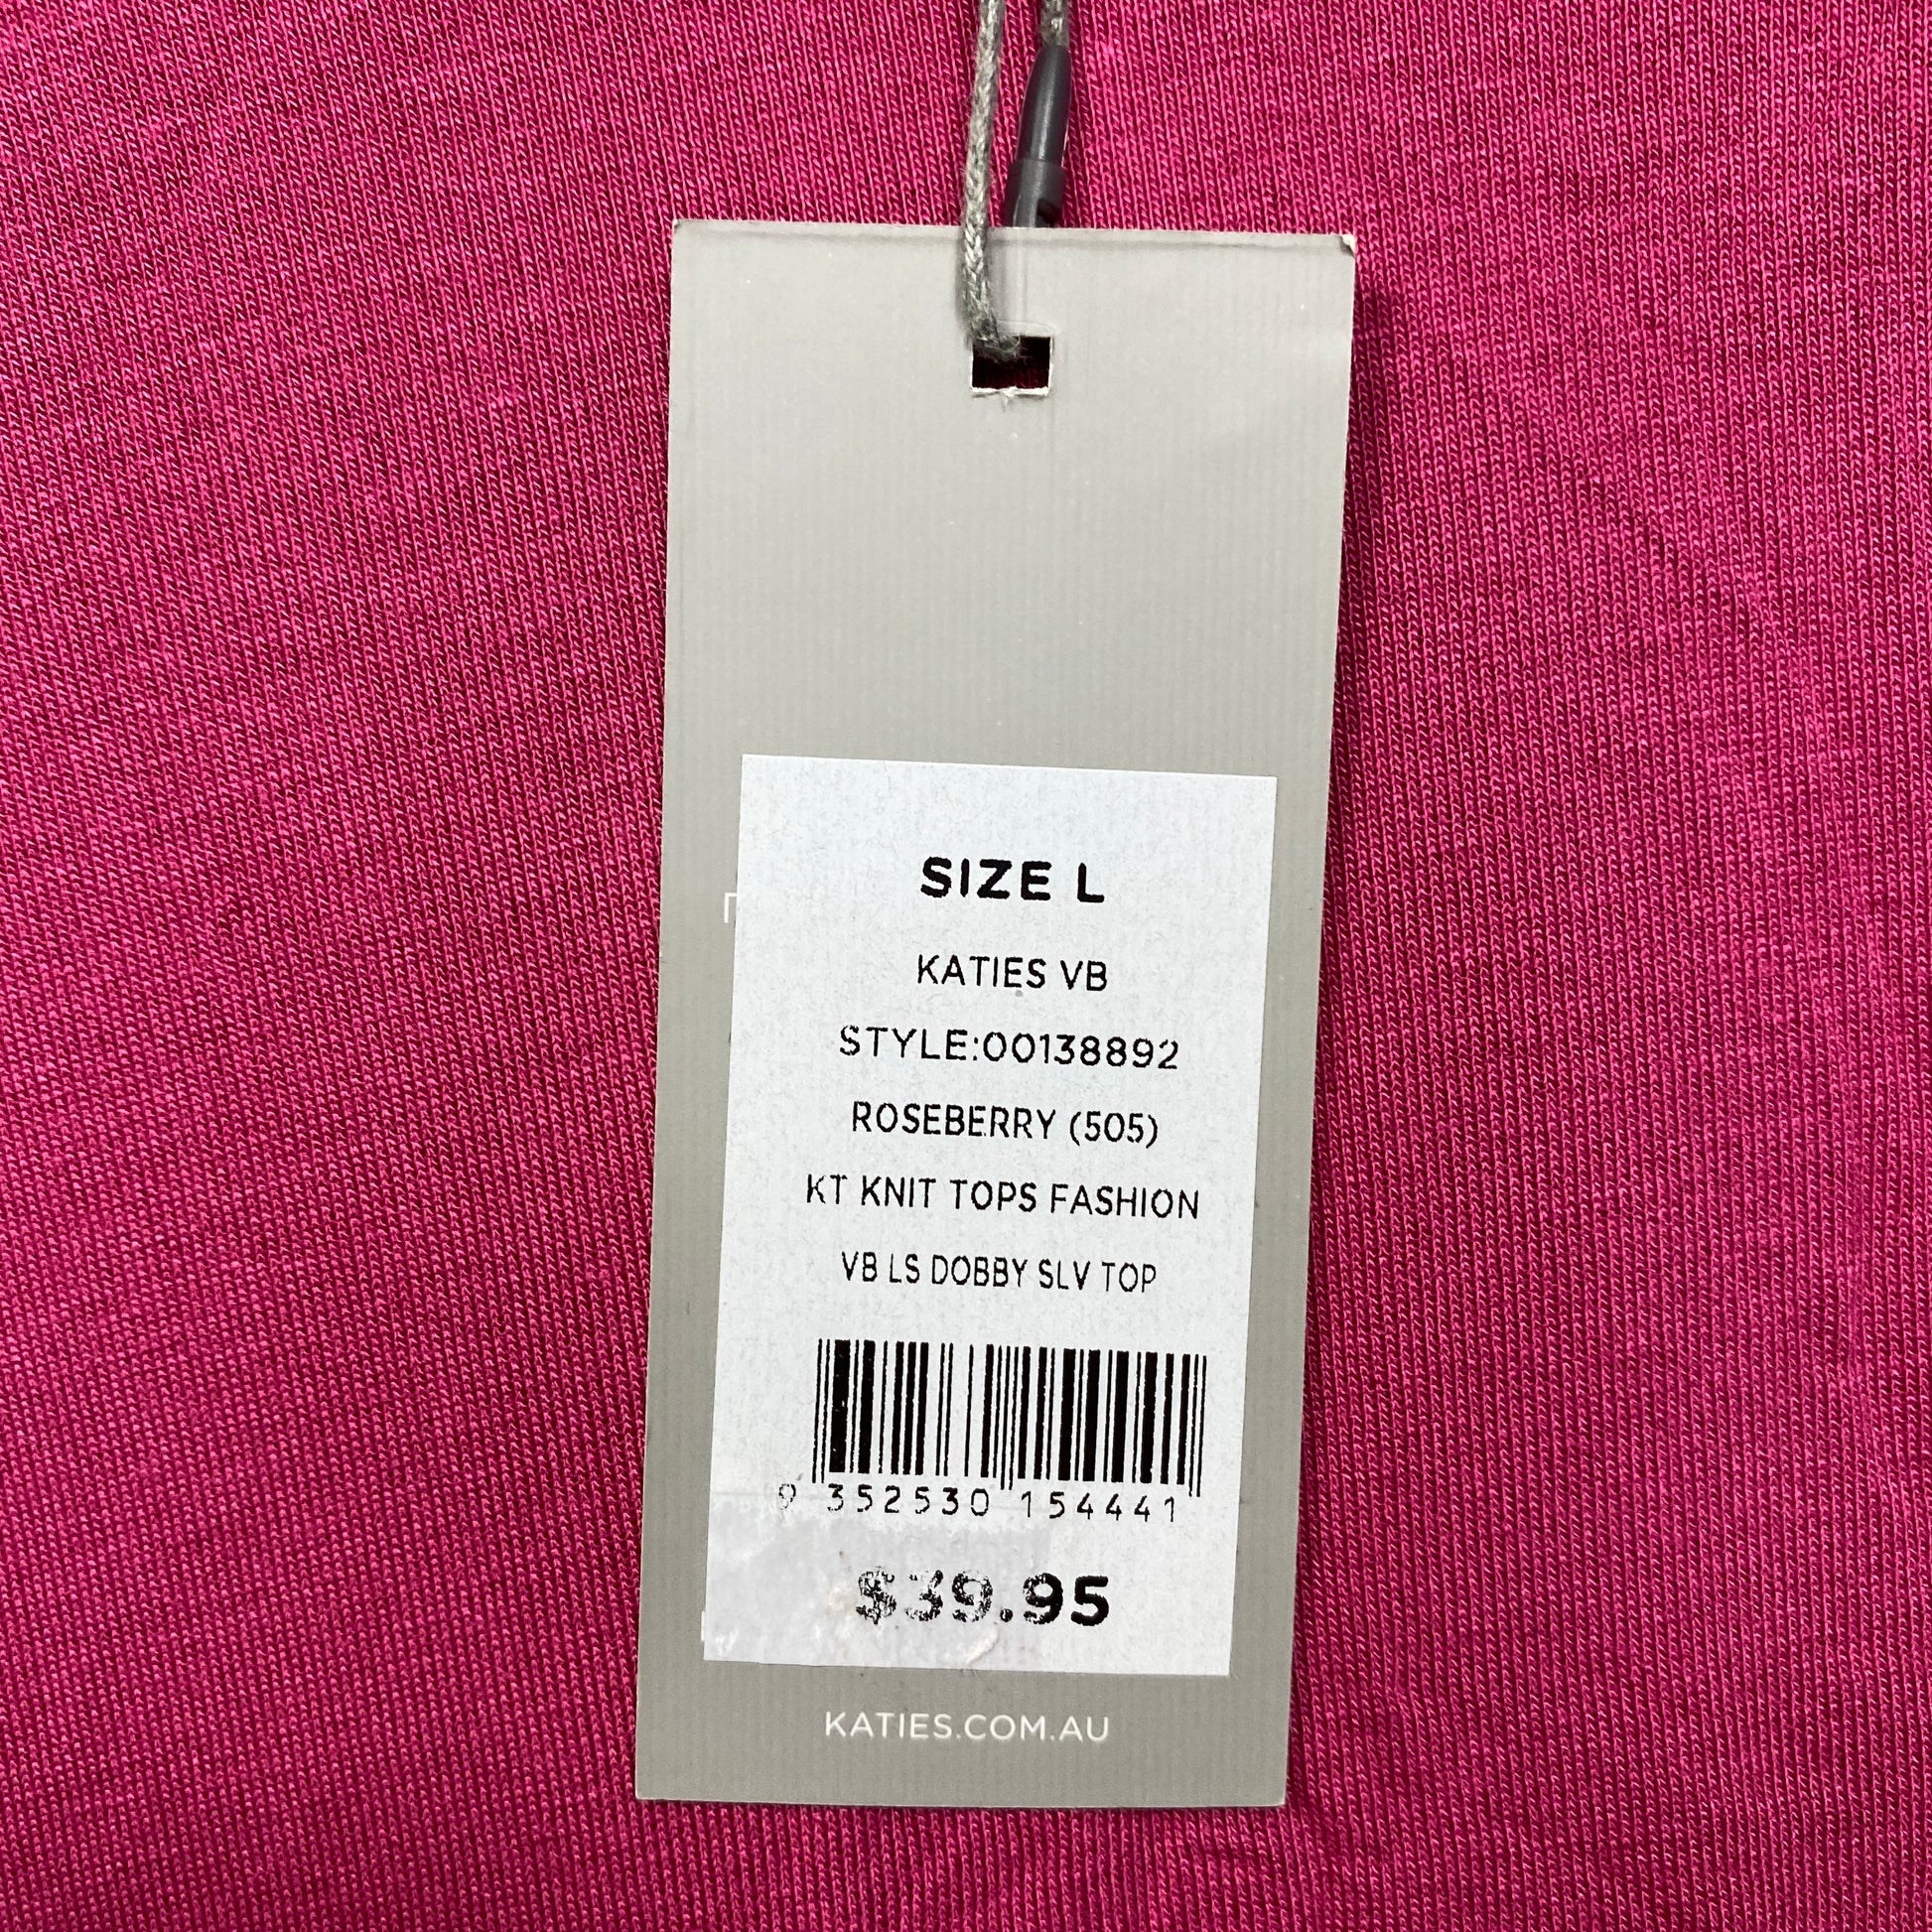 SIZE L
KATIES VB
STYLE:00138892
ROSEBERRY (505)
KT KNIT TOPS FASHION
VB LS DOBBY SLV TOP
9 352530 154441
$39.95
KATIES.COM.AU